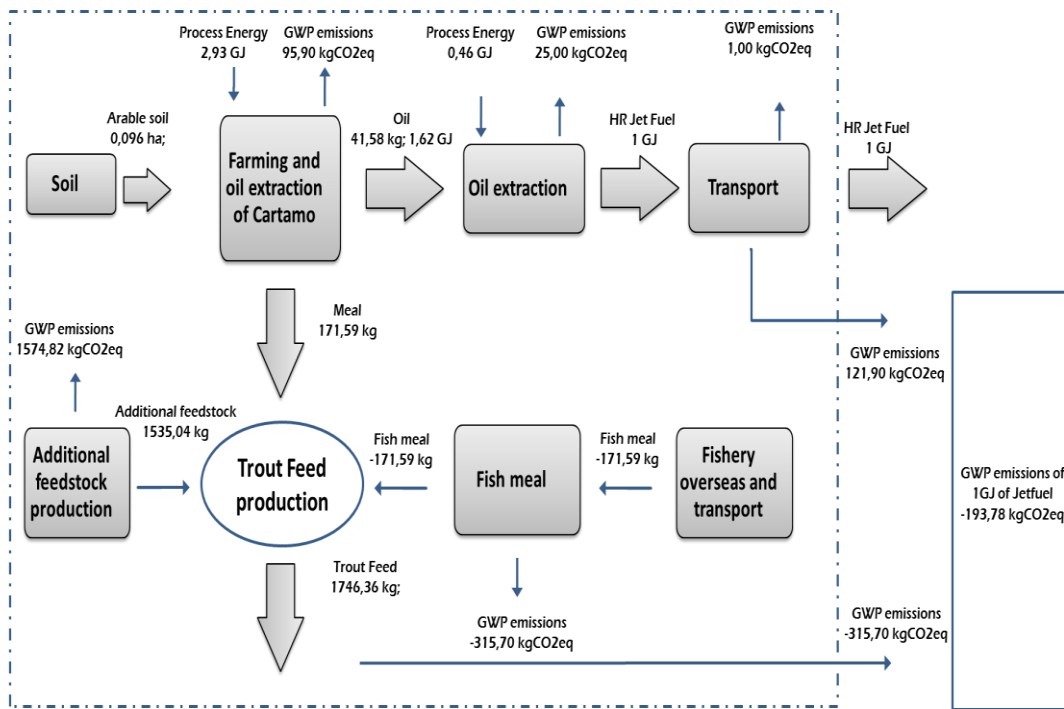 Process Energy
2,93 GJ
GWP emissions
95,90 kgCO2eq
Process Energy
0,46 GJ
GWP emissions
25,00 kgCO2eq
GWP emissions
1,00 kgCO2eq
Arable soil
0,096 ha;
Oil
41,58 kg; 1,62 GJ
HR Jet Fuel
1 GJ
HR Jet Fuel
1 GJ
Soil
Farming and
oil extraction
of Cartamo
Oil extraction
Transport
Meal
171,59 kg
GWP emissions
1574,82 kgCO2eq
GWP emissions
121,90 kgCO2eq
Additional feedstock
1535,04 kg
Additional
feedstock
production
Trout Feed
production
Fish meal
-171,59 kg
Fish meal
Fish meal
-171,59 kg
Fishery
overseas and
transport
GWP emissions of
1GJ of Jetfuel
-193,78 kgCO2eq
Trout Feed
1746,36 kg;
GWP emissions
-315,70 kgCO2eq
GWP emissions
-315,70 kgCO2eq